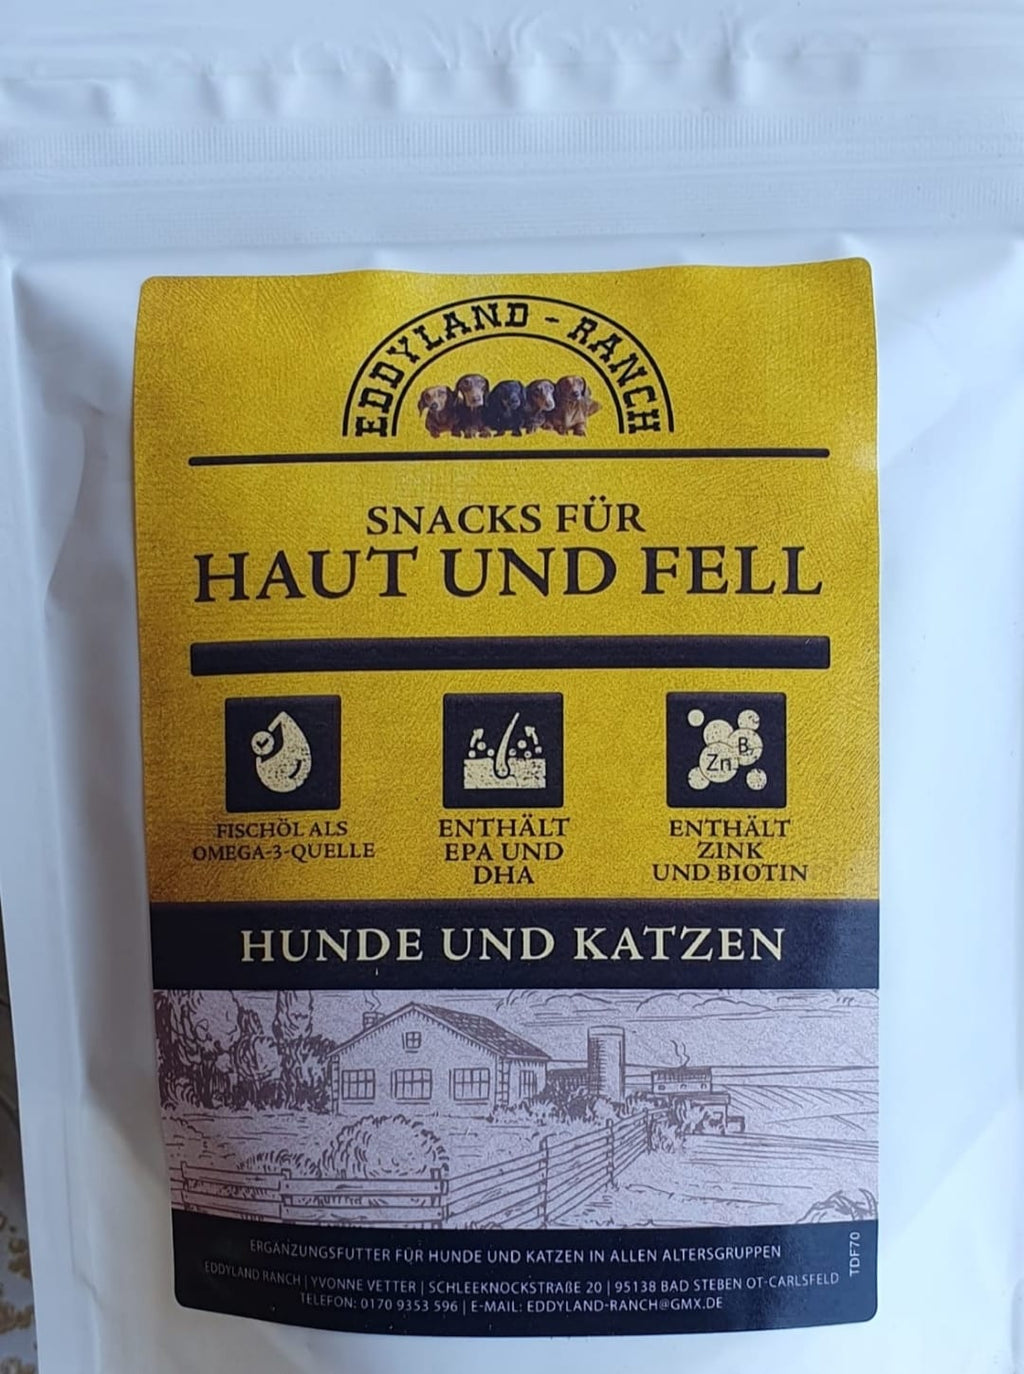 EDDYLAND-RANCH
SNACKS FÜR
HAUT UND FELL
FISCHÖL ALS
OMEGA-3-QUELLE
ENTHÄLT
EPA UND
DHA
Zn
B7
ENTHÄLT
ZINK
UND BIOTIN
HUNDE UND KATZEN
ERGÄNZUNGSFUTTER FÜR HUNDE UND KATZEN IN ALLEN ALTERSGRUPPEN
EDDYLAND RANCH | YVONNE VETTER | SCHLEEKNOCKSTRAßE 20 | 95138 BAD STEBEN OT-CARLSFELD
TELEFON: 0170 9353 596 | E-MAIL: EDDYLAND-RANCH@GMX.DE
TDF70